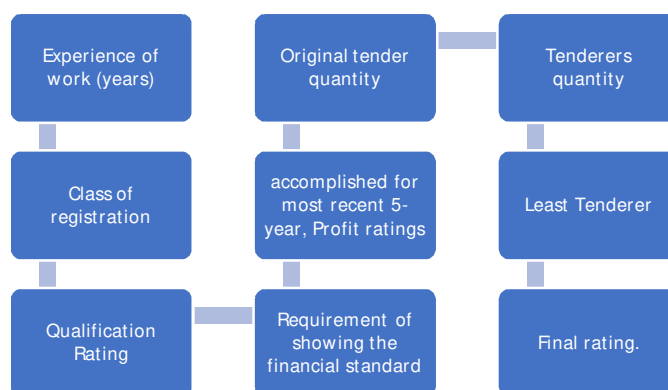 Experience of
work (years)
Class of
registration
Qualification
Rating
Requirement of
showing the
financial standard
accomplished for
most recent 5-
year, Profit ratings
Original tender
quantity
Tenderers
quantity
Least Tenderer
Final rating.